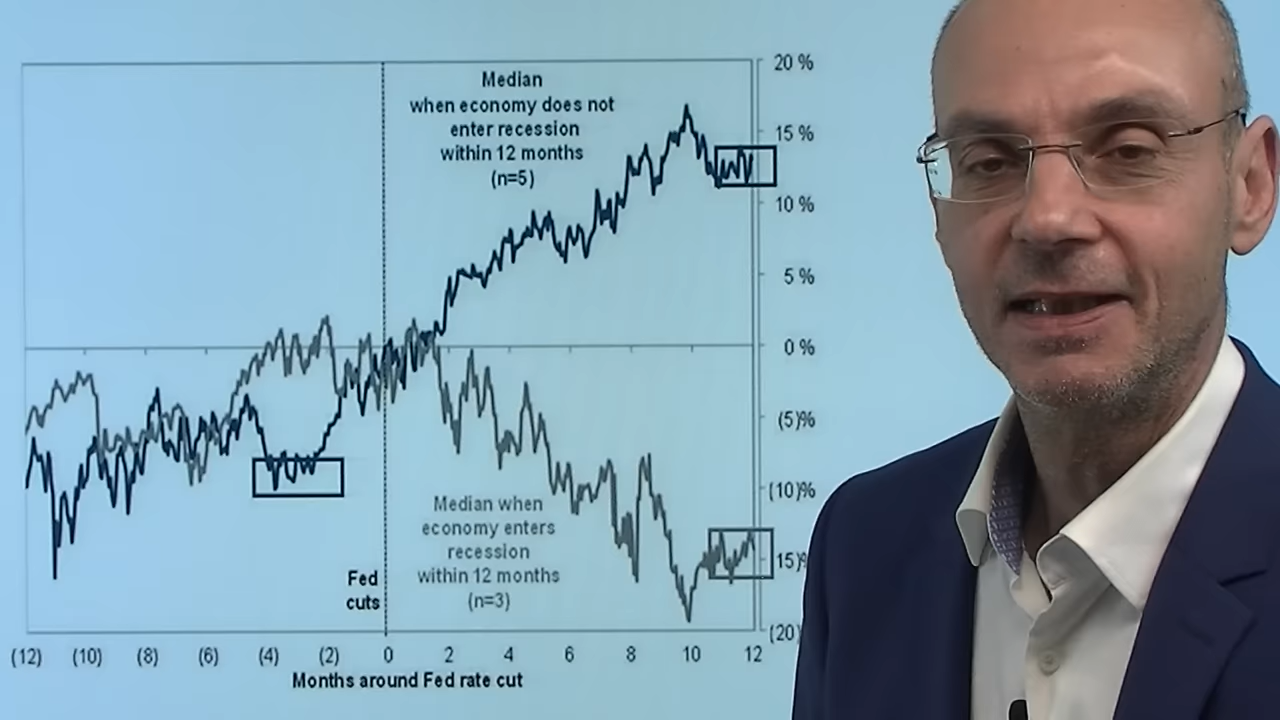 20 %
Median
when economy does not
enter recession
within 12 months
(n=5)
15 %
10 %
5 %
0 %
(5)%
(10)%
Median when
economy enters
recession
within 12 months
(n=3)
Fed
cuts
15)%
(20)
(12) (10) (8) (6) (4) (2) 0 2 4 6 8 10 12
Months around Fed rate cut